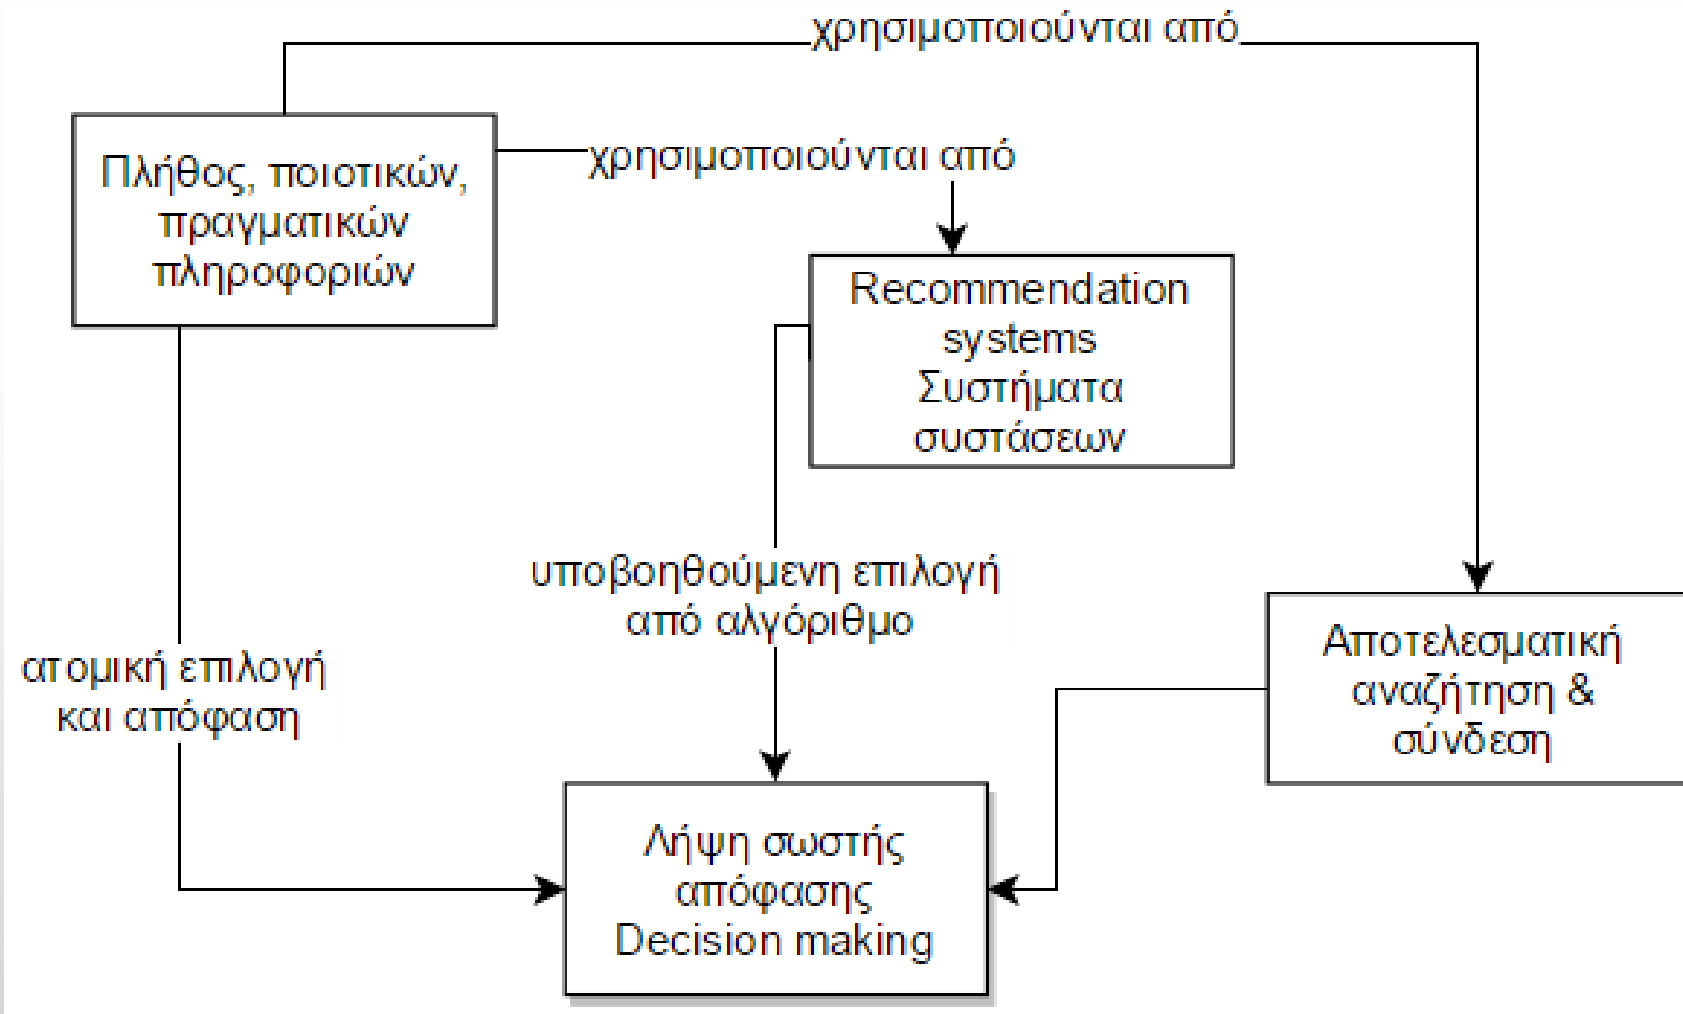 χρησιμοποιούνται από
χρησιμοποιούνται από
Πλήθος, ποιοτικών,
πραγματικών
πληροφοριών
Recommendation
systems
Συστήματα
συστάσεων
υποβοηθούμενη επιλογή
από αλγόριθμο
ατομική επιλογή
και απόφαση
Αποτελεσματική
αναζήτηση &
σύνδεση
Λήψη σωστής
απόφασης
Decision making